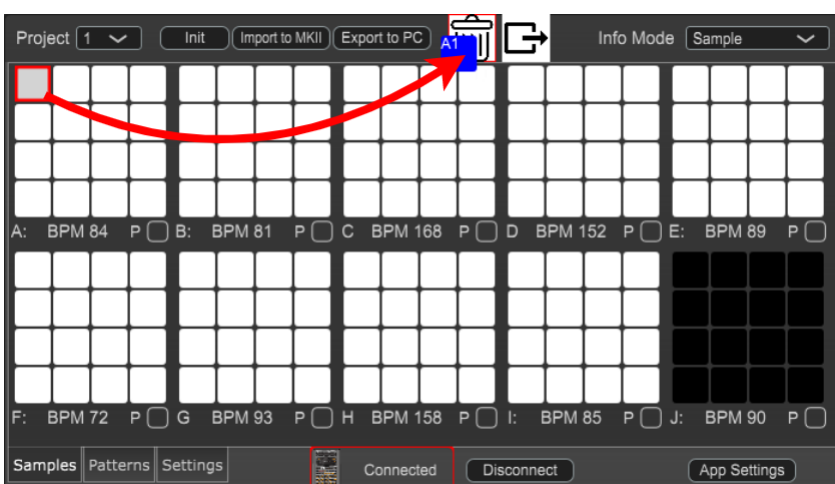 Project 1 Init Import to MKII Export to PC A1 Info Mode Sample
A: BPM 84 P B: BPM 81 P C BPM 168 P D BPM 152 P E: BPM 89 P
F: BPM 72 P G BPM 93 P H BPM 158 P I: BPM 85 P J: BPM 90 P
Samples Patterns Settings Connected Disconnect App Settings